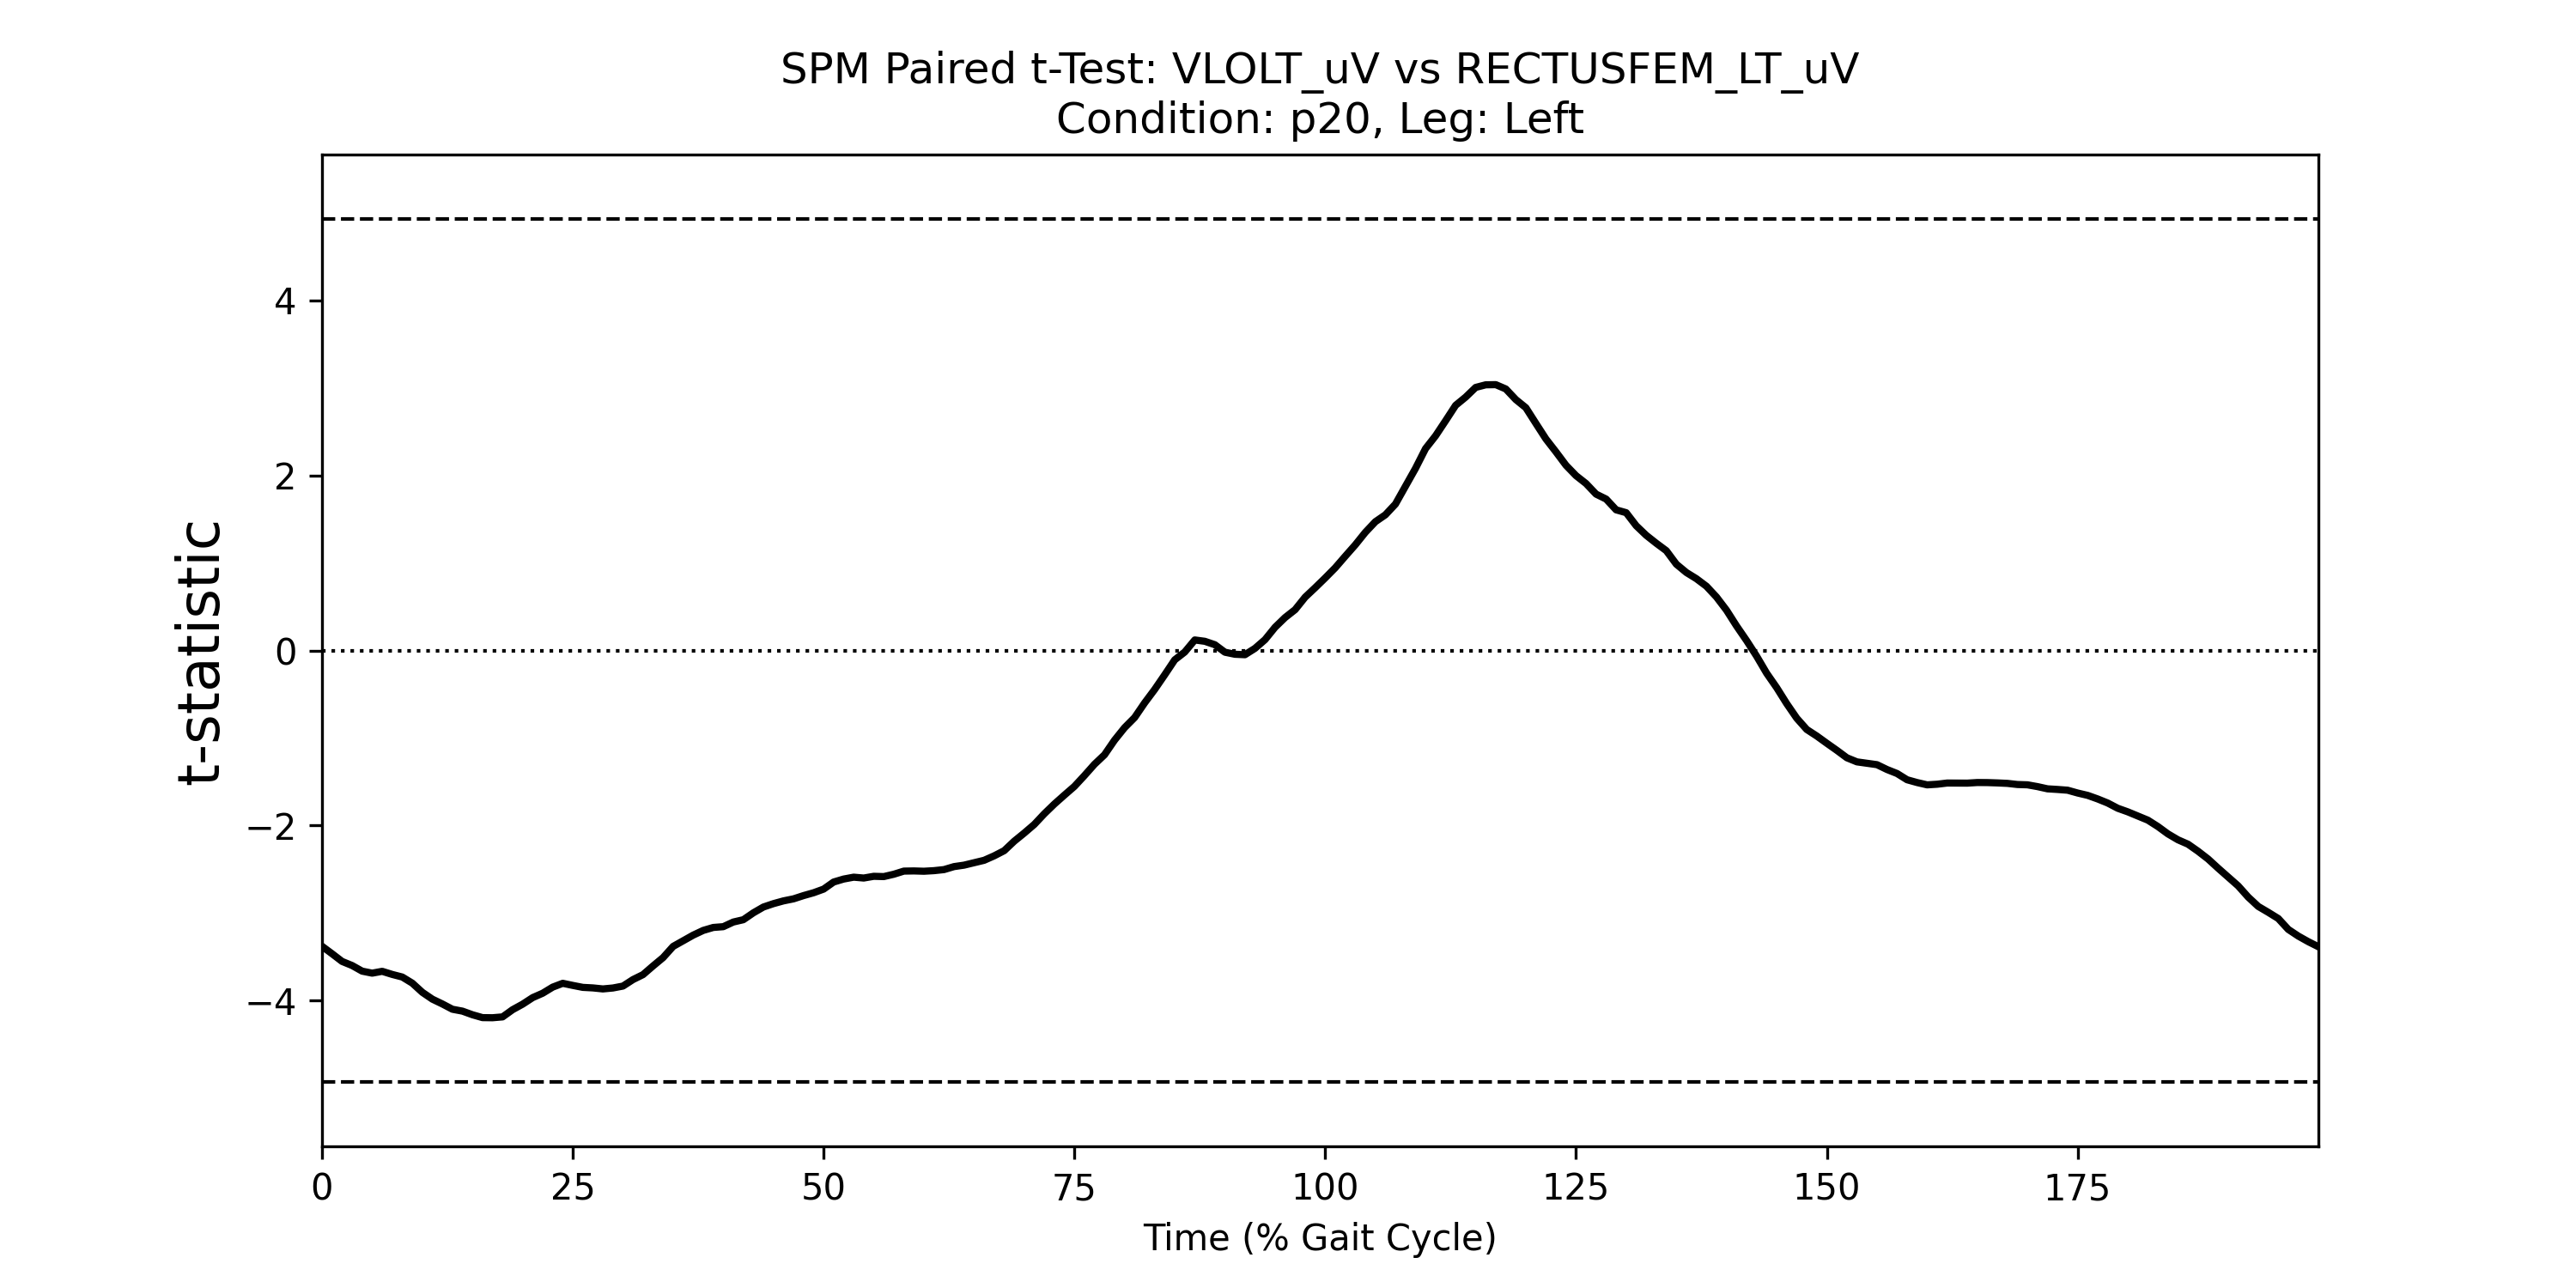 SPM Paired t-Test: VLOLT_uV vs RECTUSFEM_LT_uV
Condition: p20, Leg: Left
t-statistic
4
2
0
−2
−4
0 25 50 75 100 125 150 175
Time (% Gait Cycle)